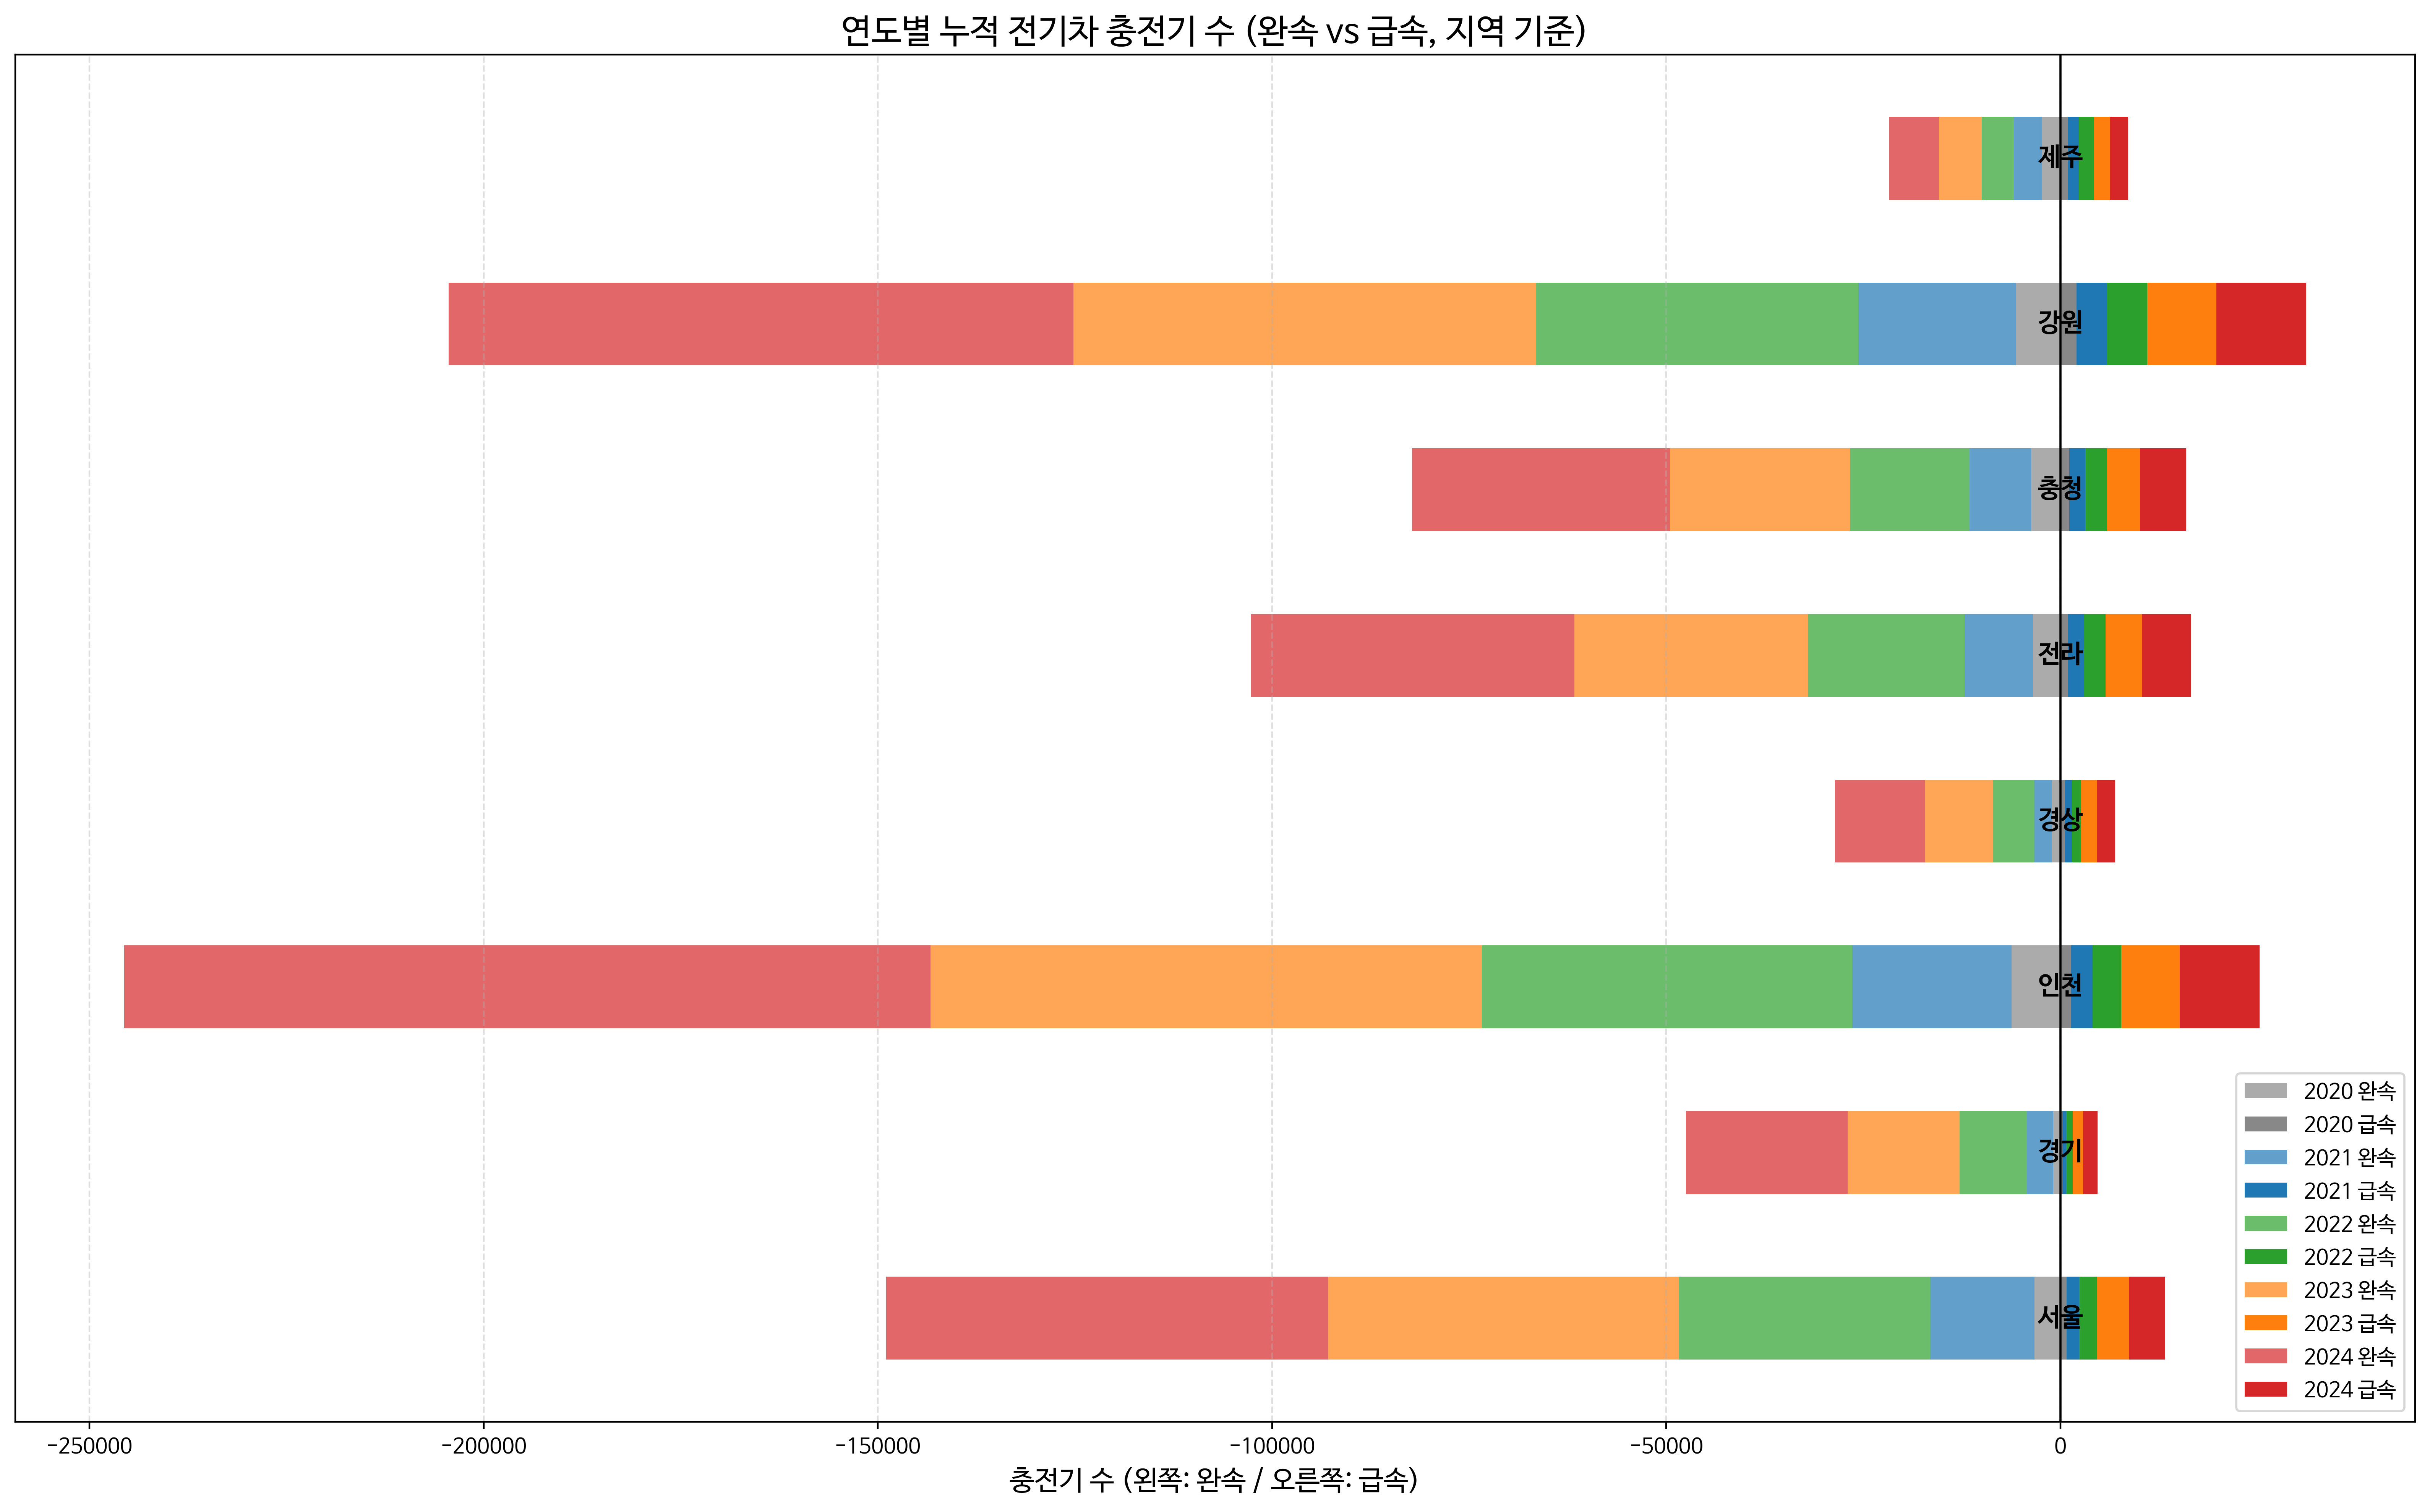 연도별 누적 전기차 충전기 수 (완속 vs 급속, 지역 기준)
제주
강원
충청
전라
경상
인천
경기
서울
2020 완속
2020 급속
2021 완속
2021 급속
2022 완속
2022 급속
2023 완속
2023 급속
2024 완속
2024 급속
−250000 −200000 −150000 −100000 −50000 0
충전기 수 (왼쪽: 완속 / 오른쪽: 급속)